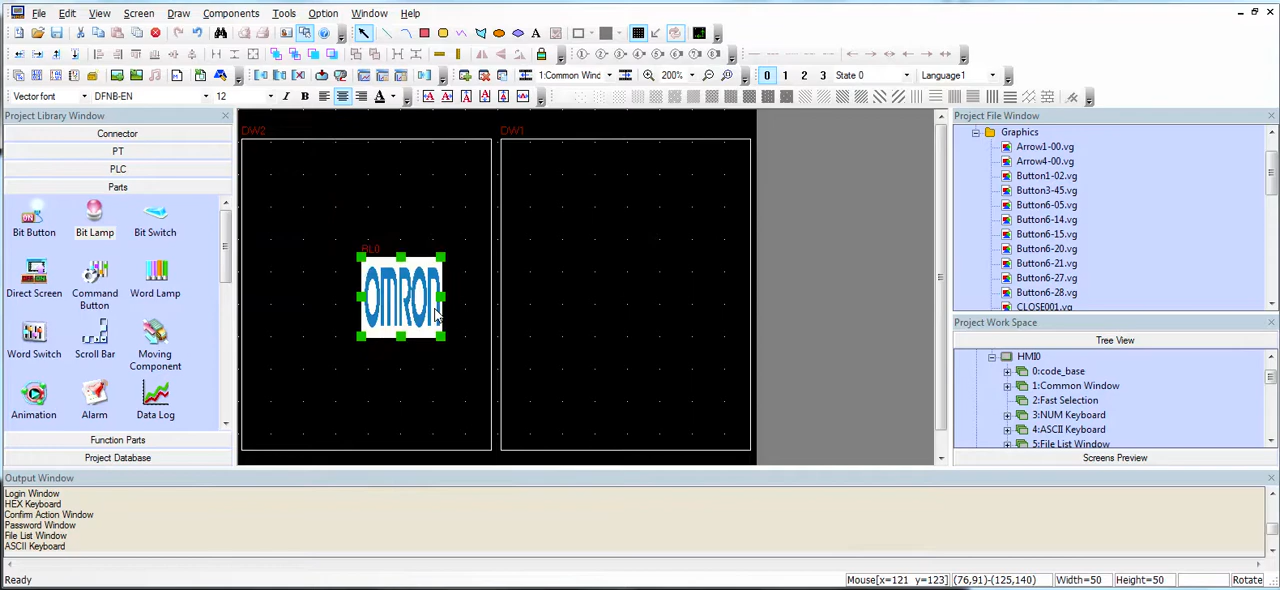 File Edit View Screen Draw Components Tools Option Window Help
1:Common Wind 200% 0 1 2 3 State 0 Language1
Vector font DFNB-EN 12 I B A
Project Library Window
Connector
PT
PLC
Parts
Bit Button Bit Lamp Bit Switch
Direct Screen Command Button Word Lamp
Word Switch Scroll Bar Moving Component
Animation Alarm Data Log
Function Parts
Project Database
DW2 DW1
BL0
OMRON
Project File Window
Graphics
Arrow1-00.vg
Arrow4-00.vg
Button1-02.vg
Button3-45.vg
Button6-05.vg
Button6-14.vg
Button6-15.vg
Button6-20.vg
Button6-21.vg
Button6-27.vg
Button6-28.vg
CLOSE001.vg
Project Work Space
Tree View
HMI0
0:code_base
1:Common Window
2:Fast Selection
3:NUM Keyboard
4:ASCII Keyboard
5:File List Window
Screens Preview
Output Window
Login Window
HEX Keyboard
Confirm Action Window
Password Window
File List Window
ASCII Keyboard
Ready Mouse[x=121 y=123] (76,91)-(125,140) Width=50 Height=50 Rotate